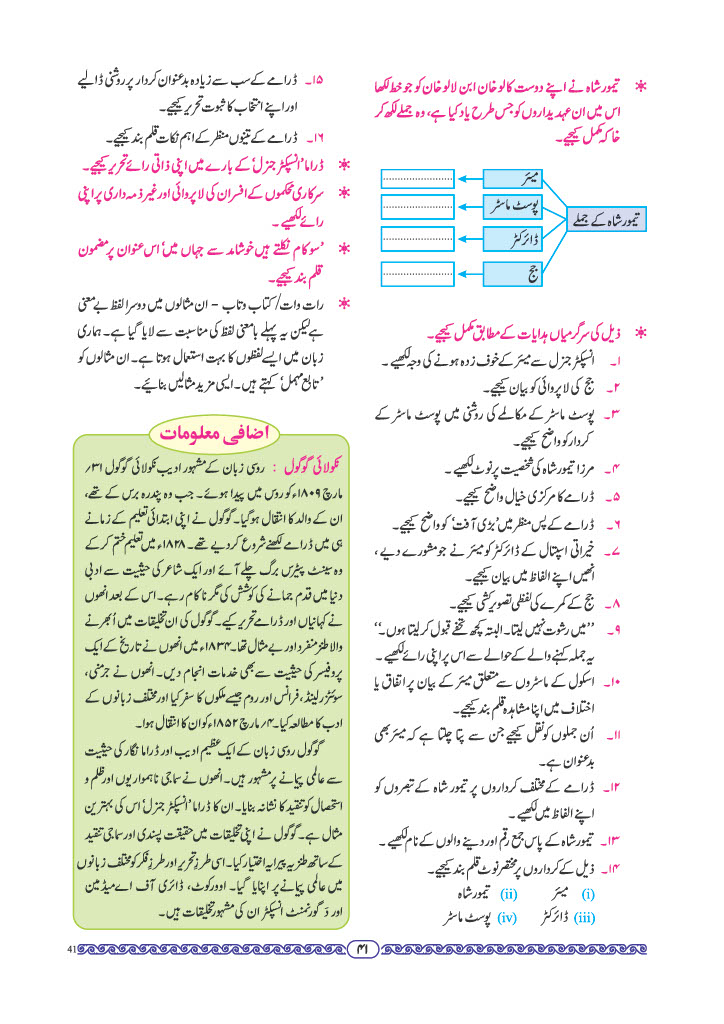 ✳ تیمور شاہ نے اپنے دوست کالو خان ابن لالو خان کو جو خط لکھا
اس میں ان عہدیداروں کو جس طرح یاد کیا ہے، وہ جملے لکھ کر
خاکہ مکمل کیجیے۔
تیمور شاہ کے جملے
میئر
پوسٹ ماسٹر
ڈائرکٹر
جج
✳ ذیل کی سرگرمیاں ہدایات کے مطابق مکمل کیجیے۔
۱۔ انسپکٹر جنرل سے میئر کے خوف زدہ ہونے کی وجہ لکھیے۔
۲۔ جج کی لاپروائی کو بیان کیجیے۔
۳۔ پوسٹ ماسٹر کے مکالمے کی روشنی میں پوسٹ ماسٹر کے
کردار کو واضح کیجیے۔
۴۔ مرزا تیمور شاہ کی شخصیت پر نوٹ لکھیے۔
۵۔ ڈرامے کا مرکزی خیال واضح کیجیے۔
۶۔ ڈرامے کے پس منظر میں ’بڑی آفت‘ کو واضح کیجیے۔
۷۔ خیراتی اسپتال کے ڈائرکٹر کو میئر نے جو مشورے دیے،
انھیں اپنے الفاظ میں بیان کیجیے۔
۸۔ جج کے کمرے کی لفظی تصویر کشی کیجیے۔
۹۔ ’’میں رشوت نہیں لیتا۔ البتہ کچھ تحفے قبول کر لیتا ہوں۔‘‘
یہ جملہ کہنے والے کے حوالے سے اس پر اپنی رائے لکھیے۔
۱۰۔ اسکول کے ماسٹروں سے متعلق میئر کے بیان پر اتفاق یا
اختلاف میں اپنا مشاہدہ قلم بند کیجیے۔
۱۱۔ اُن جملوں کو نقل کیجیے جن سے پتا چلتا ہے کہ میئر بھی
بدعنوان ہے۔
۱۲۔ ڈرامے کے مختلف کرداروں پر تیمور شاہ کے تبصروں کو
اپنے الفاظ میں لکھیے۔
۱۳۔ تیمور شاہ کے پاس جمع رقم اور دینے والوں کے نام لکھیے۔
۱۴۔ ذیل کے کرداروں پر مختصر نوٹ قلم بند کیجیے۔
(i) میئر (ii) تیمور شاہ
(iii) ڈائرکٹر (iv) پوسٹ ماسٹر
۱۵۔ ڈرامے کے سب سے زیادہ بدعنوان کردار پر روشنی ڈالیے
اور اپنے انتخاب کا ثبوت تحریر کیجیے۔
۱۶۔ ڈرامے کے تینوں منظر کے اہم نکات قلم بند کیجیے۔
✳ ڈراما ’انسپکٹر جنرل‘ کے بارے میں اپنی ذاتی رائے تحریر کیجیے۔
✳ سرکاری محکموں کے افسران کی لاپروائی اور غیر ذمہ داری پر اپنی
رائے لکھیے۔
✳ ’سو کام نکلتے ہیں خوشامد سے جہاں میں‘ اس عنوان پر مضمون
قلم بند کیجیے۔
✳ رات وات/ کتاب وتاب – ان مثالوں میں دوسرا لفظ بے معنی
ہے لیکن یہ پہلے بامعنی لفظ کی مناسبت سے لایا گیا ہے۔ ہماری
زبان میں ایسے لفظوں کا بہت استعمال ہوتا ہے۔ ان مثالوں کو
’تابع مہمل‘ کہتے ہیں۔ ایسی مزید مثالیں بنائیے۔
اضافی معلومات
نکولائی گوگول : روسی زبان کے مشہور ادیب نکولائی گوگول ۳۱؍
مارچ ۱۸۰۹ء کو روس میں پیدا ہوئے۔ جب وہ پندرہ برس کے تھے،
ان کے والد کا انتقال ہو گیا۔ گوگول نے اپنی ابتدائی تعلیم کے زمانے
ہی میں ڈرامے لکھنے شروع کر دیے تھے۔ ۱۸۲۸ء میں تعلیم ختم کر کے
وہ سینٹ پیٹرس برگ چلے آئے اور ایک شاعر کی حیثیت سے ادبی
دنیا میں قدم جمانے کی کوشش کی مگر ناکام رہے۔ اس کے بعد انھوں
نے کہانیاں اور ڈرامے تحریر کیے۔ گوگول کی ان تخلیقات میں اُبھرنے
والا طنز منفرد اور بے مثال تھا۔ ۱۸۳۴ء میں انھوں نے تاریخ کے ایک
پروفیسر کی حیثیت سے بھی خدمات انجام دیں۔ انھوں نے جرمنی،
سوئٹزر لینڈ، فرانس اور روم جیسے ملکوں کا سفر کیا اور مختلف زبانوں کے
ادب کا مطالعہ کیا۔ ۴؍ مارچ ۱۸۵۲ء کو ان کا انتقال ہوا۔
گوگول روسی زبان کے ایک عظیم ادیب اور ڈراما نگار کی حیثیت
سے عالمی پیمانے پر مشہور ہیں۔ انھوں نے سماجی ناہمواریوں اور ظلم و
استحصال کو تنقید کا نشانہ بنایا۔ ان کا ڈراما ’انسپکٹر جنرل‘ اس کی بہترین
مثال ہے۔ گوگول نے اپنی تخلیقات میں حقیقت پسندی اور سماجی تنقید
کے ساتھ طنزیہ پیرایہ اختیار کیا۔ اسی طرزِ تحریر اور طرزِ فکر کو مختلف زبانوں
میں عالمی پیمانے پر اپنایا گیا۔ اوورکوٹ، ڈائری آف اے میڈمین
اور دَ گورنمنٹ انسپکٹر ان کی مشہور تخلیقات ہیں۔
۴۱
41